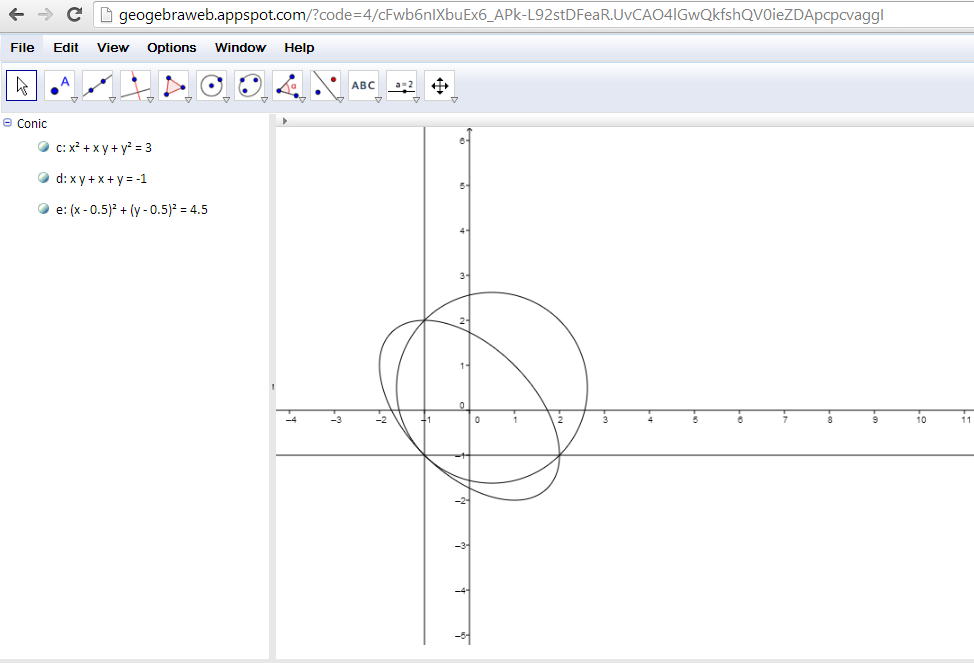 geogebraweb.appspot.com/?code=4/cFwb6nIXbuEx6_APk-L92stDFeaR.UvCAO4lGwQkfshQV0ieZDApcpcvaggI
File Edit View Options Window Help
A α ABC a=2
Conic
c: x² + x y + y² = 3
d: x y + x + y = -1
e: (x - 0.5)² + (y - 0.5)² = 4.5
6
5
4
3
2
1
0
-4 -3 -2 -1 0 1 2 3 4 5 6 7 8 9 10 11
-1
-2
-3
-4
-5